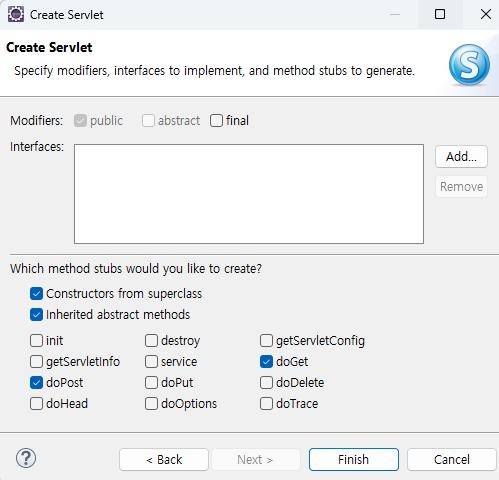 Create Servlet
Create Servlet
Specify modifiers, interfaces to implement, and method stubs to generate.
S
Modifiers: public abstract final
Interfaces:
Add...
Remove
Which method stubs would you like to create?
Constructors from superclass
Inherited abstract methods
init destroy getServletConfig
getServletInfo service doGet
doPost doPut doDelete
doHead doOptions doTrace
? < Back Next > Finish Cancel